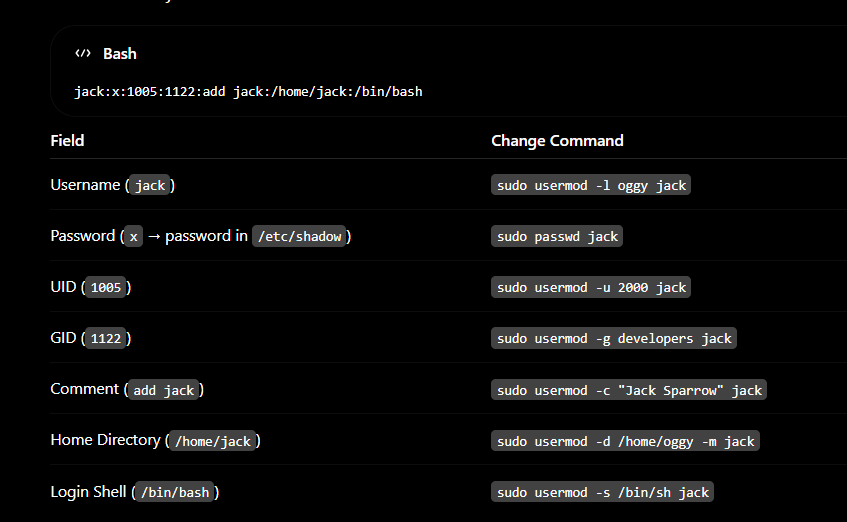 Bash
jack:x:1005:1122:add jack:/home/jack:/bin/bash
Field Change Command
Username (jack) sudo usermod -l oggy jack
Password (x → password in /etc/shadow) sudo passwd jack
UID (1005) sudo usermod -u 2000 jack
GID (1122) sudo usermod -g developers jack
Comment (add jack) sudo usermod -c "Jack Sparrow" jack
Home Directory (/home/jack) sudo usermod -d /home/oggy -m jack
Login Shell (/bin/bash) sudo usermod -s /bin/sh jack